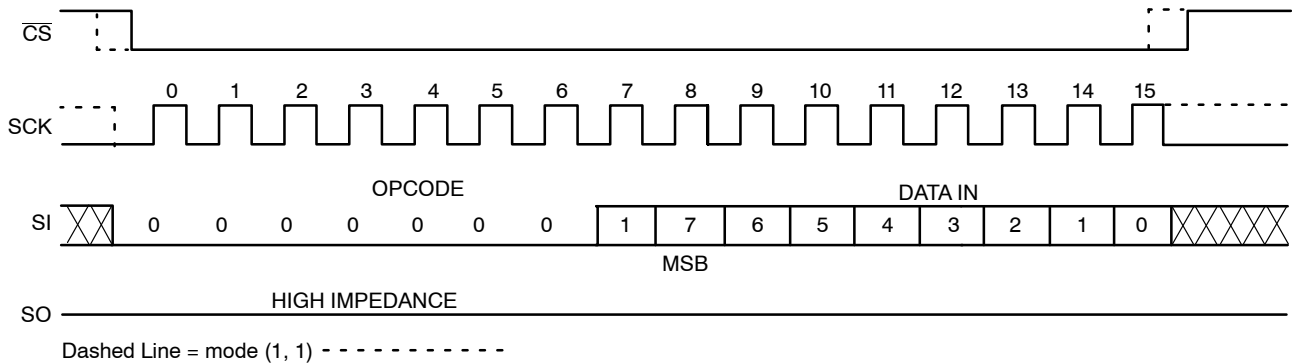 CS
0 1 2 3 4 5 6 7 8 9 10 11 12 13 14 15
SCK
OPCODE DATA IN
SI 0 0 0 0 0 0 0 1 7 6 5 4 3 2 1 0
MSB
HIGH IMPEDANCE
SO
Dashed Line = mode (1, 1)